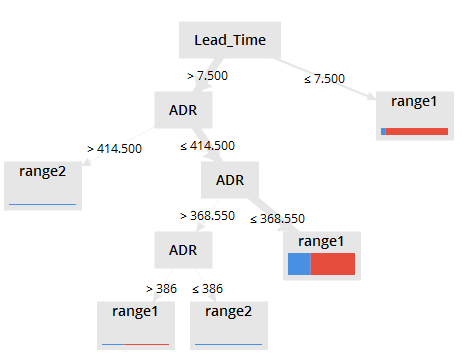 Lead_Time
> 7.500
≤ 7.500
ADR
range1
> 414.500
≤ 414.500
range2
ADR
> 368.550
≤ 368.550
ADR
range1
> 386
≤ 386
range1
range2